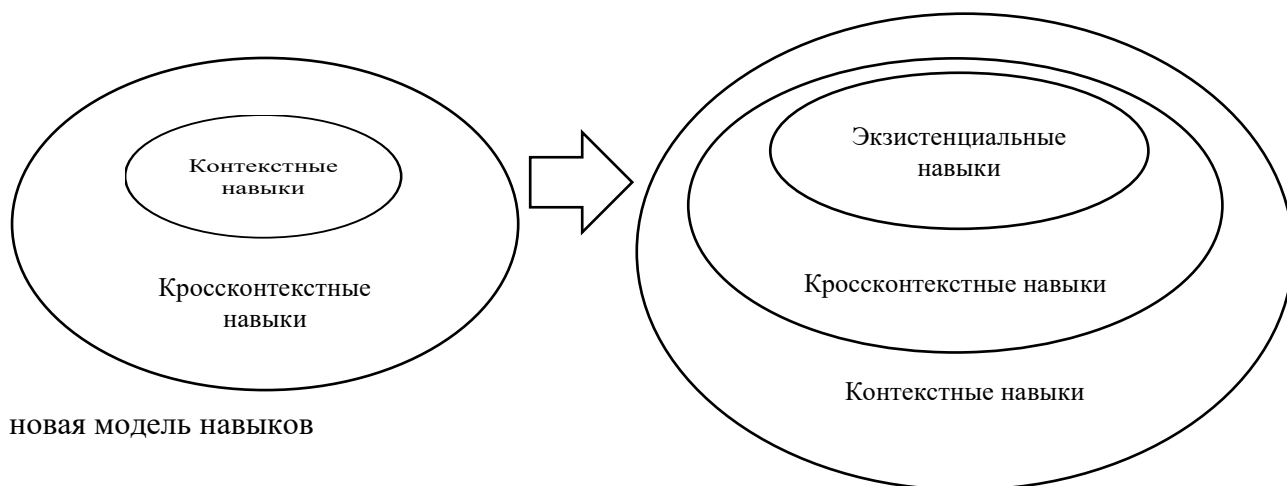 Контекстные
навыки
Кроссконтекстные
навыки
новая модель навыков
Экзистенциальные
навыки
Кроссконтекстные навыки
Контекстные навыки